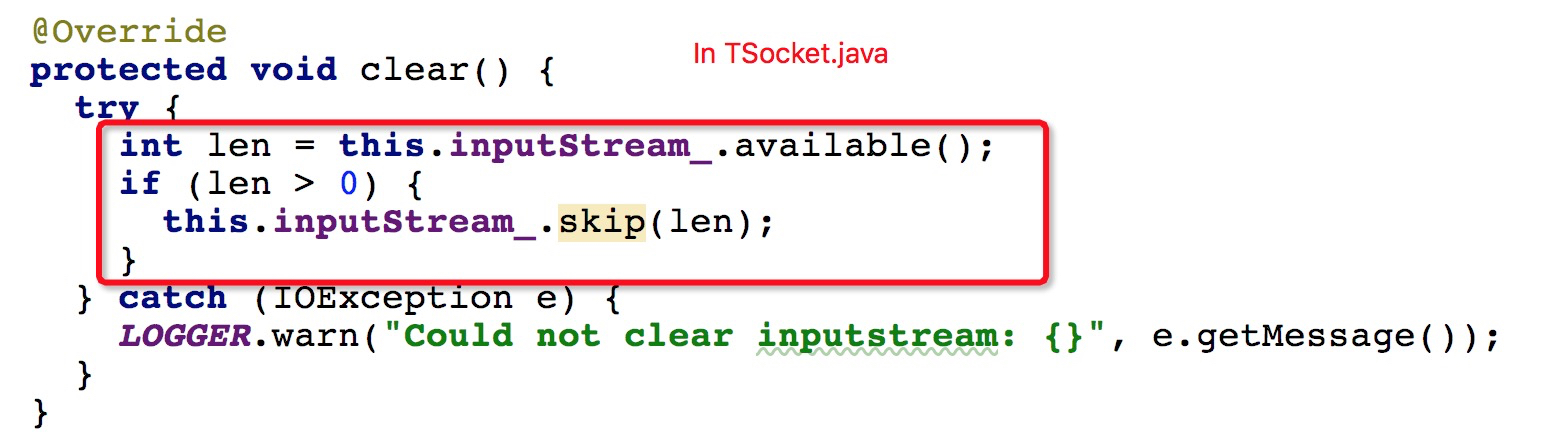 @Override
In TSocket.java
protected void clear() {
try {
int len = this.inputStream_.available();
if (len > 0) {
this.inputStream_.skip(len);
}
} catch (IOException e) {
LOGGER.warn("Could not clear inputstream: {}", e.getMessage());
}
}